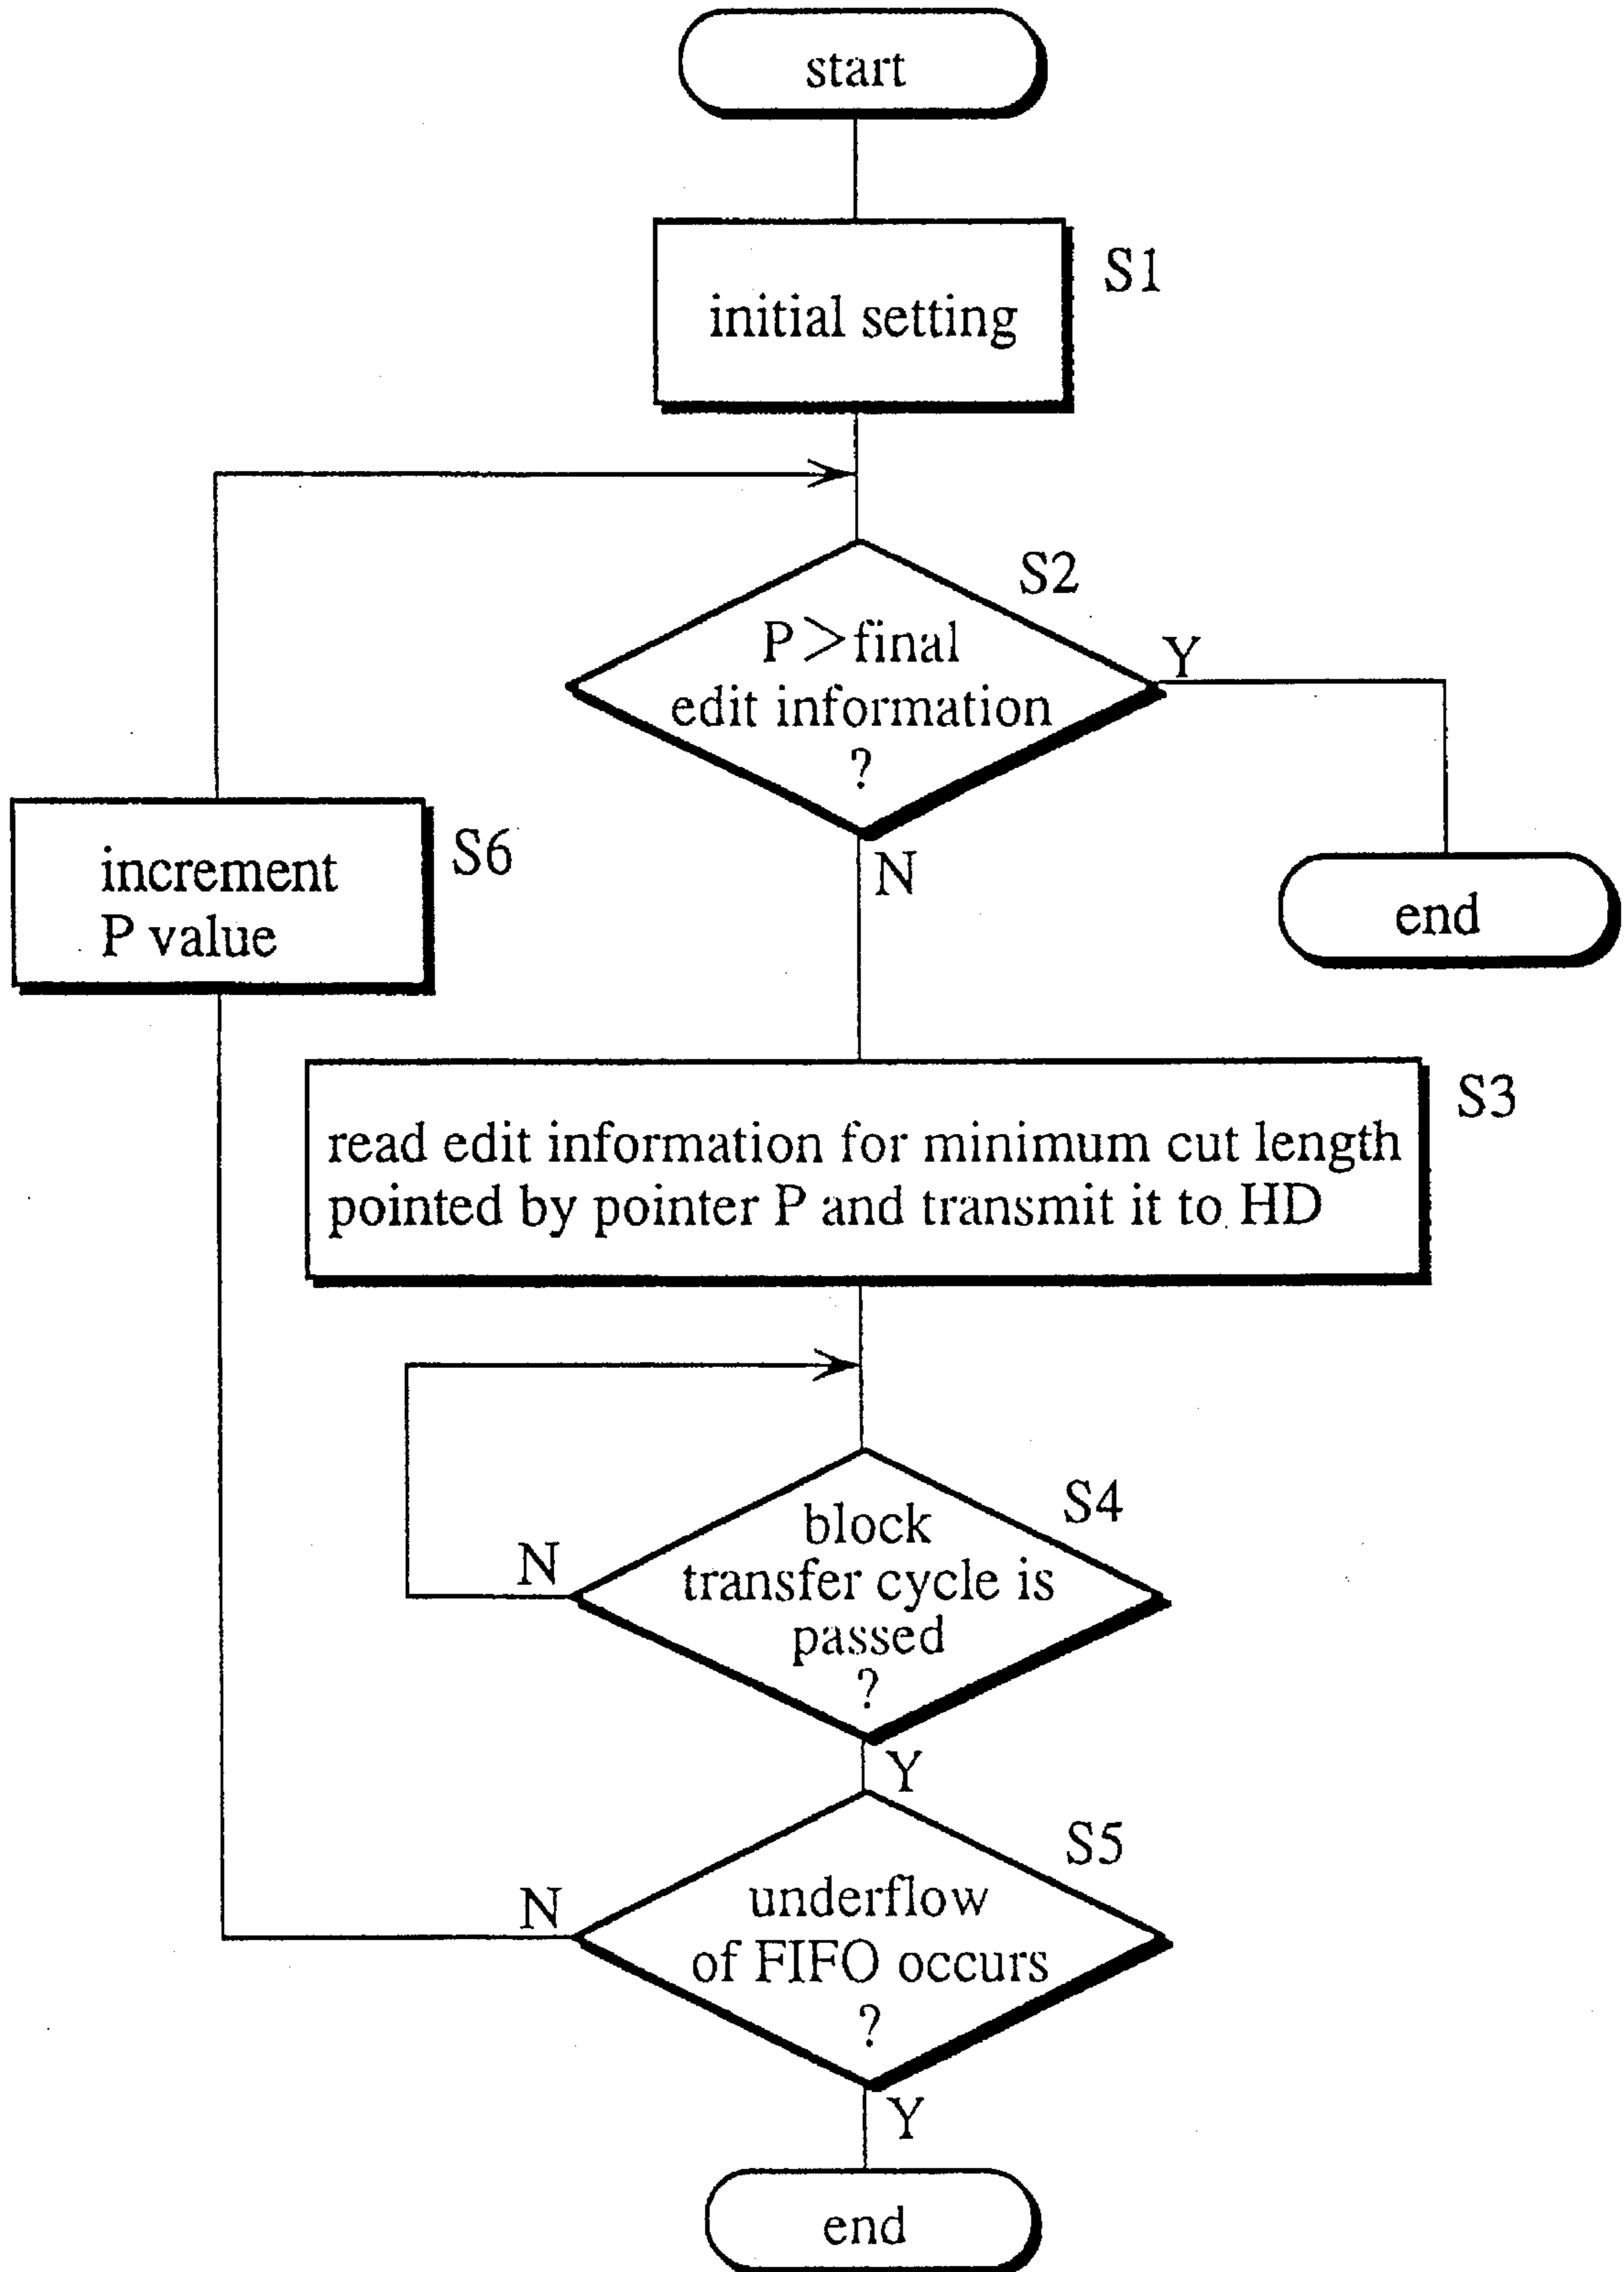 start
initial setting
S1
S2
P>final
edit information
?
Y
N
end
increment
P value
S6
S3
read edit information for minimum cut length
pointed by pointer P and transmit it to HD
S4
block
transfer cycle is
passed
?
N
Y
S5
underflow
of FIFO occurs
?
N
Y
end